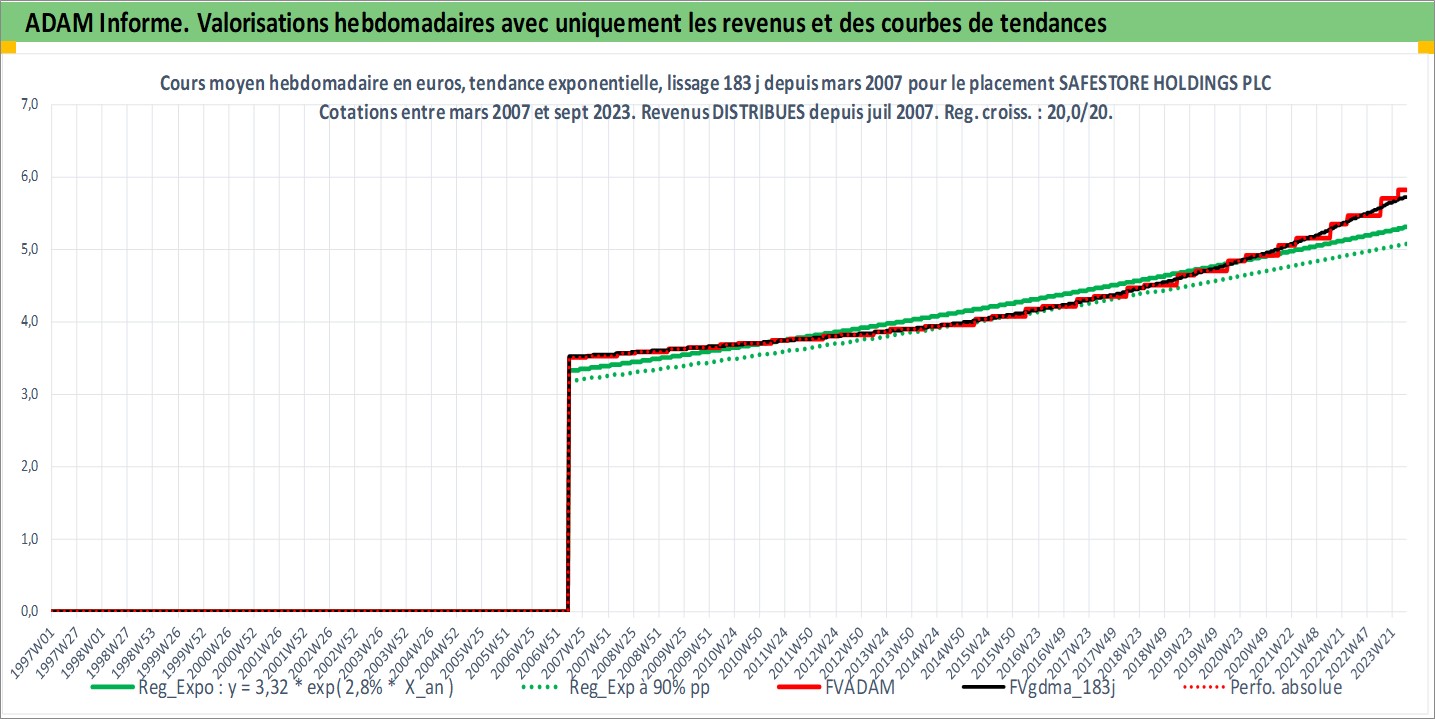 ADAM Informe. Valorisations hebdomadaires avec uniquement les revenus et des courbes de tendances
Cours moyen hebdomadaire en euros, tendance exponentielle, lissage 183 j depuis mars 2007 pour le placement SAFESTORE HOLDINGS PLC
Cotations entre mars 2007 et sept 2023. Revenus DISTRIBUES depuis juil 2007. Reg. croiss. : 20,0/20.
7,0
6,0
5,0
4,0
3,0
2,0
1,0
0,0
1997W01
1997W27
1998W01
1998W27
1998W53
1999W26
1999W52
2000W26
2000W52
2001W26
2001W52
2002W26
2002W52
2003W26
2003W52
2004W26
2004W52
2005W25
2005W51
2006W25
2006W51
2007W25
2007W51
2008W25
2008W51
2009W25
2009W51
2010W24
2010W50
2011W24
2011W50
2012W24
2012W50
2013W24
2013W50
2014W24
2014W50
2015W24
2015W50
2016W23
2016W49
2017W23
2017W49
2018W23
2018W49
2019W23
2019W49
2020W23
2020W49
2021W22
2021W48
2022W21
2022W47
2023W21
Reg_Expo : y = 3,32 * exp( 2,8% * X_an )
Reg_Exp à 90% pp
FVADAM
FVgdma_183j
Perfo. absolue